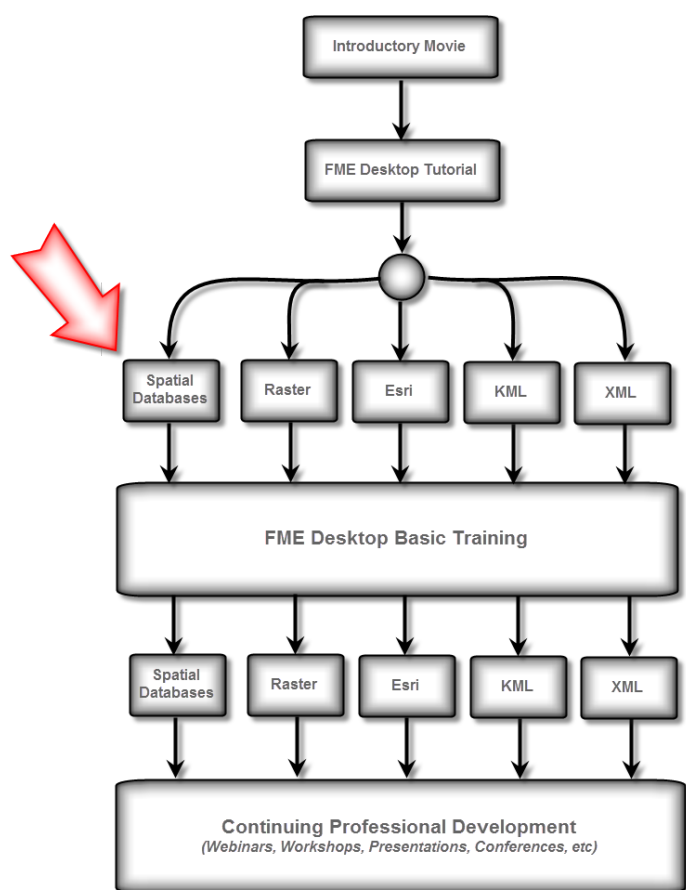 Introductory Movie
FME Desktop Tutorial
Spatial
Databases
Raster
Esri
KML
XML
FME Desktop Basic Training
Spatial
Databases
Raster
Esri
KML
XML
Continuing Professional Development
(Webinars, Workshops, Presentations, Conferences, etc)